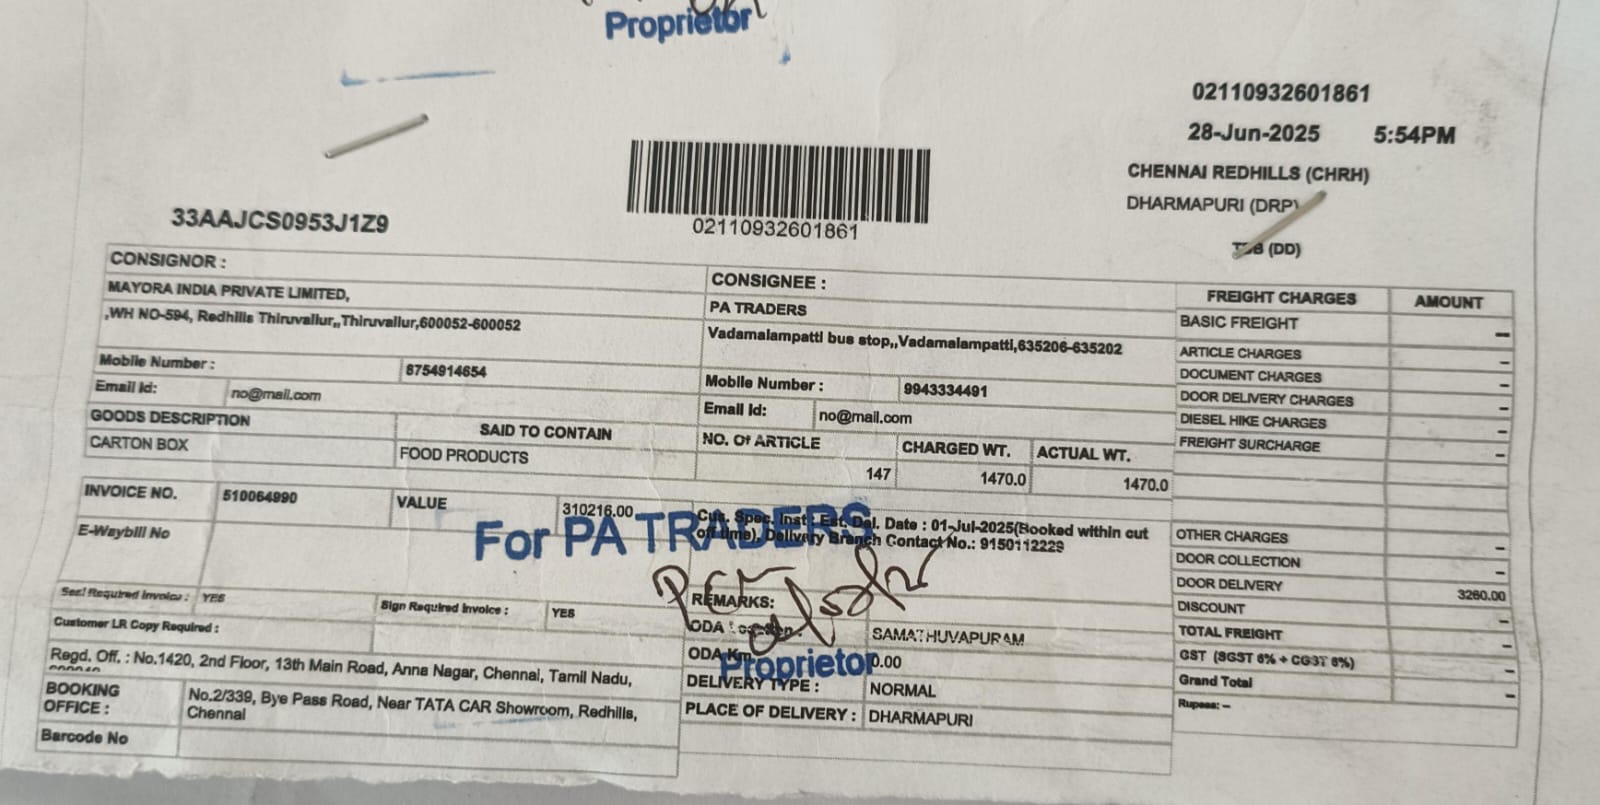 Proprietor
02110932601861
28-Jun-2025 5:54PM
CHENNAI REDHILLS (CHRH)
DHARMAPURI (DRP)
(DD)
33AAJCS0953J1Z9
02110932601861
CONSIGNOR :
MAYORA INDIA PRIVATE LIMITED,
,WH NO-594, Redhills Thiruvallur,,Thiruvallur,600052-600052
Mobile Number : 8754914654
Email Id: no@mail.com
CONSIGNEE :
PA TRADERS
Vadamalampatti bus stop,,Vadamalampatti,635206-635202
Mobile Number : 9943334491
Email Id: no@mail.com
GOODS DESCRIPTION SAID TO CONTAIN NO. Of ARTICLE CHARGED WT. ACTUAL WT.
CARTON BOX FOOD PRODUCTS 147 1470.0 1470.0
INVOICE NO. 510064990 VALUE 310216.00
E-Waybill No
Cus. Spec. Inst : Est. Del. Date : 01-Jul-2025(Booked within cut
off time), Delivery Branch Contact No.: 9150112229
For PA TRADERS
Proprietor
Seal Required Invoice : YES Sign Required Invoice : YES
Customer LR Copy Required :
Regd. Off. : No.1420, 2nd Floor, 13th Main Road, Anna Nagar, Chennai, Tamil Nadu,
BOOKING OFFICE : No.2/339, Bye Pass Road, Near TATA CAR Showroom, Redhills,
Chennai
Barcode No
REMARKS:
ODA SAMATHUVAPURAM
ODA Km 0.00
DELIVERY TYPE : NORMAL
PLACE OF DELIVERY : DHARMAPURI
FREIGHT CHARGES AMOUNT
BASIC FREIGHT –
ARTICLE CHARGES –
DOCUMENT CHARGES –
DOOR DELIVERY CHARGES –
DIESEL HIKE CHARGES –
FREIGHT SURCHARGE –
OTHER CHARGES –
DOOR COLLECTION –
DOOR DELIVERY 3260.00
DISCOUNT –
TOTAL FREIGHT –
GST (SGST 6% + CGST 6%) –
Grand Total –
Rupees: –